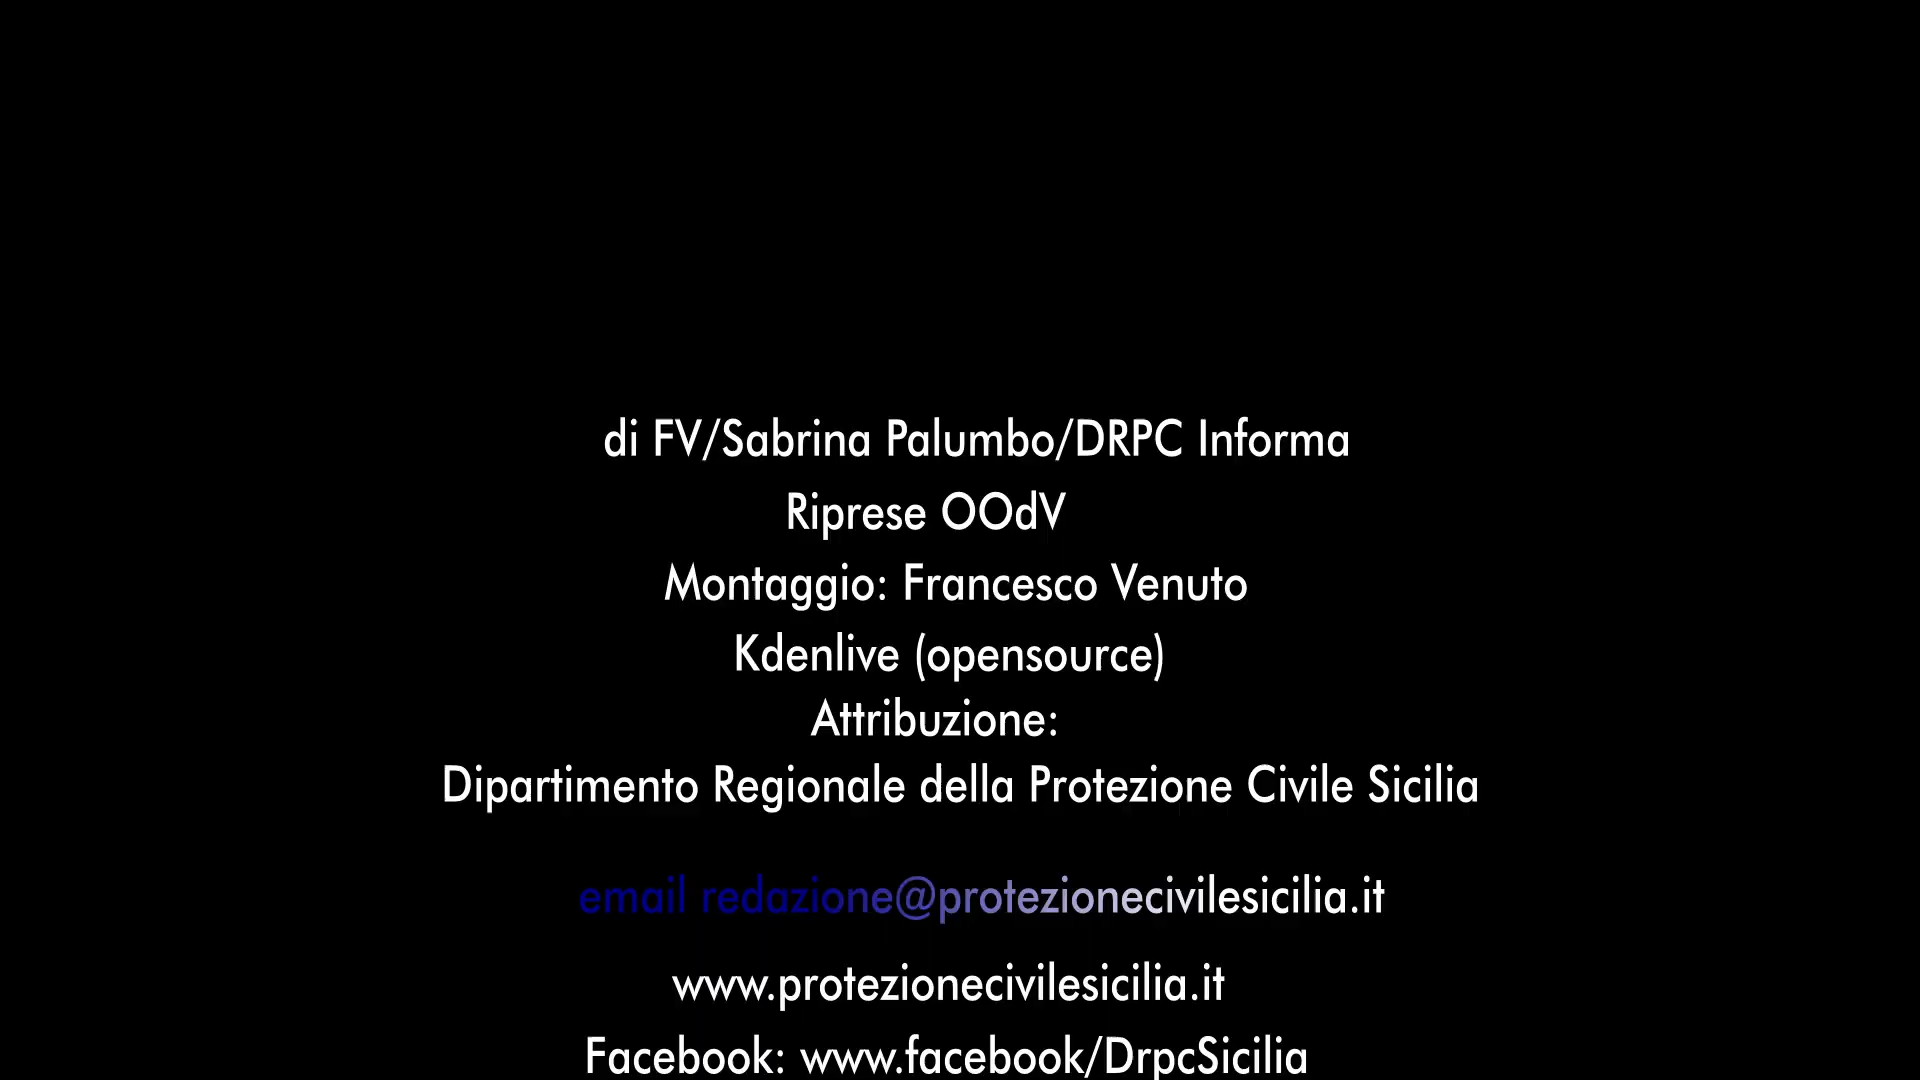 di FV/Sabrina Palumbo/DRPC Informa
Riprese OOdV
Montaggio: Francesco Venuto
Kdenlive (opensource)
Attribuzione:
Dipartimento Regionale della Protezione Civile Sicilia
email redazione@protezionecivilesicilia.it
www.protezionecivilesicilia.it
Facebook: www.facebook/DrpcSicilia